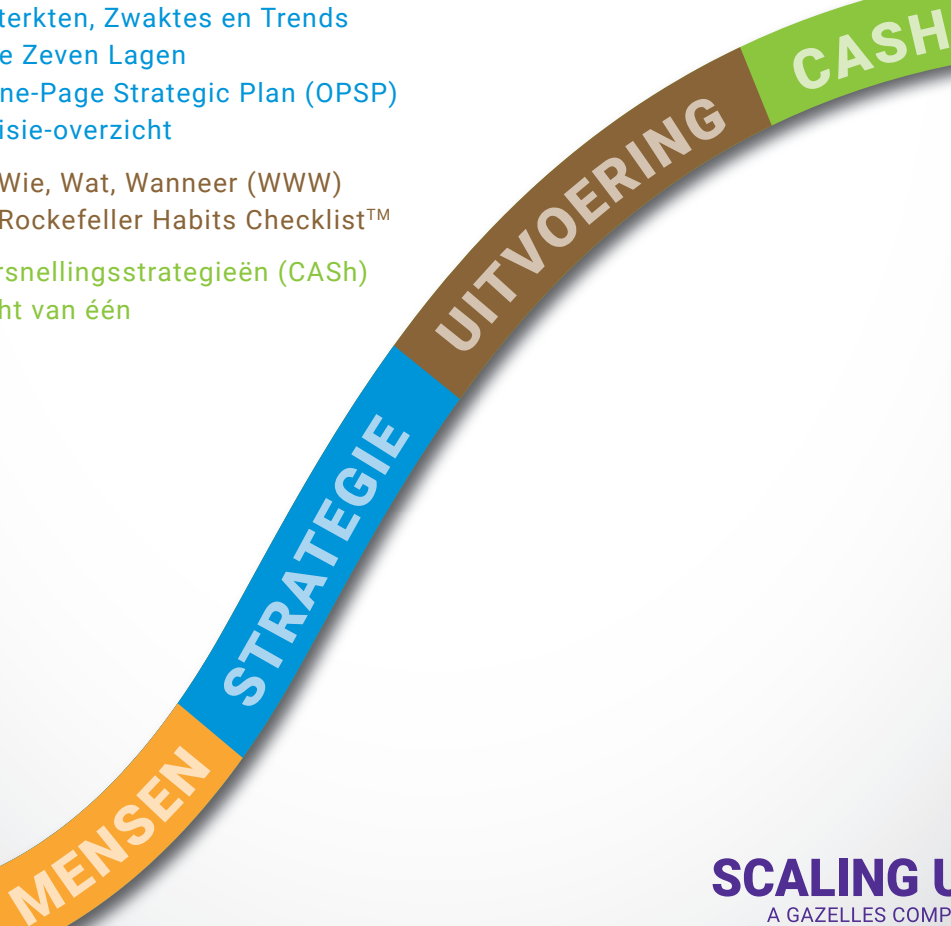 terkten, Zwaktes en Trends
e Zeven Lagen
ne-Page Strategic Plan (OPSP)
isie-overzicht
Wie, Wat, Wanneer (WWW)
Rockefeller Habits Checklist™
rsnellingsstrategieën (CASh)
ht van één
CASH
UITVOERING
STRATEGIE
MENSEN
SCALING U
A GAZELLES COMP